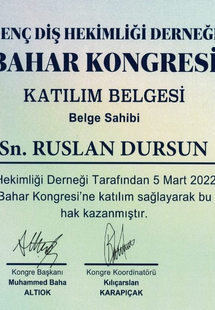 GENÇ DİŞ HEKİMLİĞİ DERNEĞİ
BAHAR KONGRESİ
KATILIM BELGESİ
Belge Sahibi
Sn. RUSLAN DURSUN
Hekimliği Derneği Tarafından 5 Mart 2022
Bahar Kongresi'ne katılım sağlayarak bu
hak kazanmıştır.
Kongre Başkanı
Muhammed Baha
ALTIOK
Kongre Koordinatörü
Kılıçarslan
KARAPIÇAK